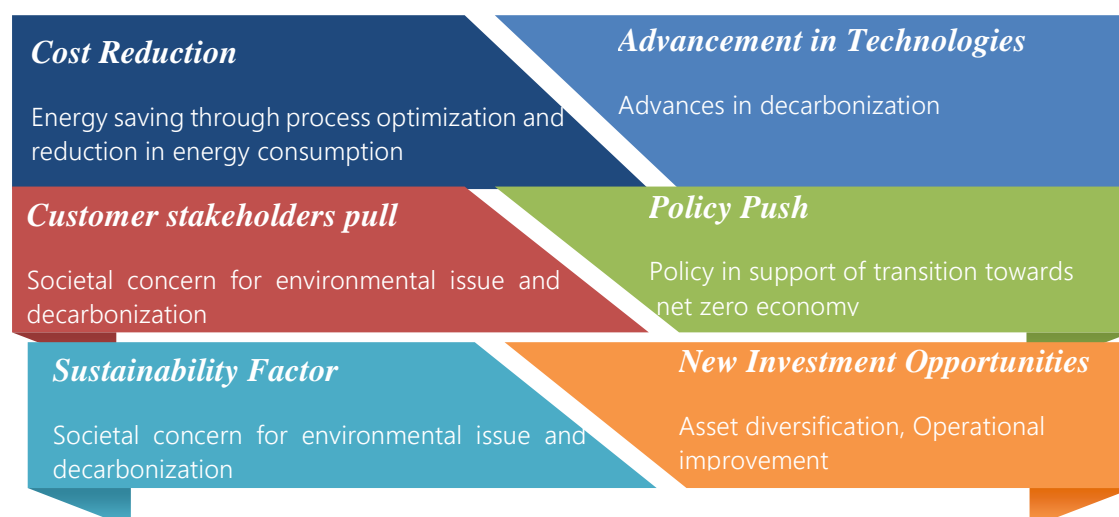 Cost Reduction
Energy saving through process optimization and
reduction in energy consumption
Advancement in Technologies
Advances in decarbonization
Customer stakeholders pull
Societal concern for environmental issue and
decarbonization
Policy Push
Policy in support of transition towards
net zero economy
Sustainability Factor
Societal concern for environmental issue and
decarbonization
New Investment Opportunities
Asset diversification, Operational
improvement